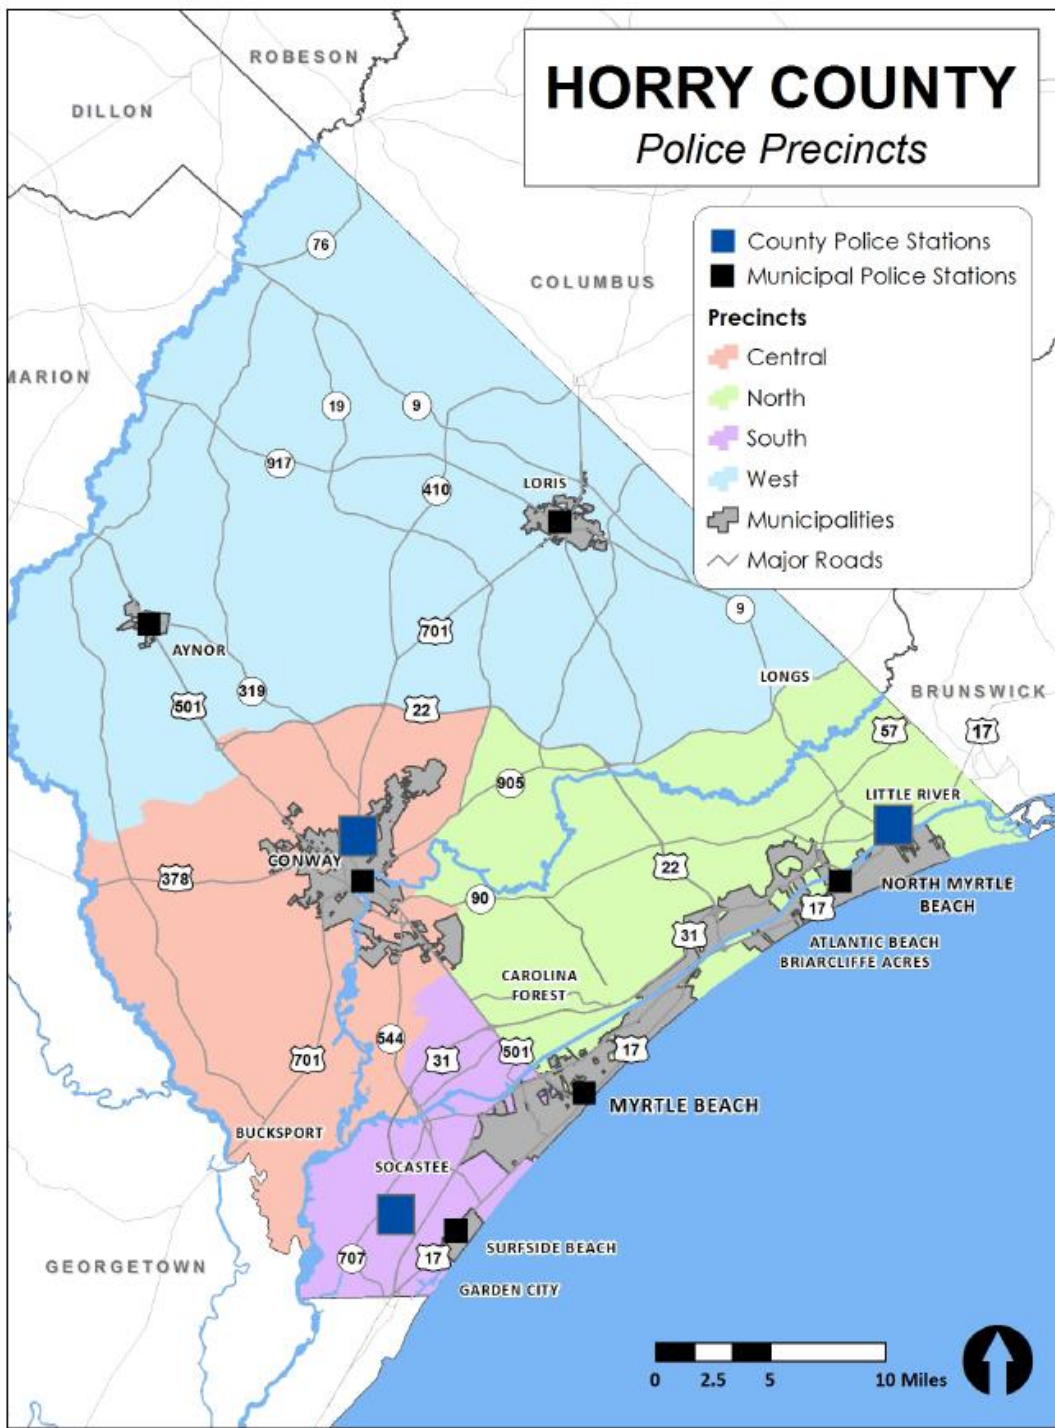 HORRY COUNTY
Police Precincts
County Police Stations
Municipal Police Stations
Precincts
Central
North
South
West
Municipalities
Major Roads
ROBESON
DILLON
COLUMBUS
MARION
BRUNSWICK
GEORGETOWN
76
19
9
917
410
LORIS
9
701
AYNOR
319
501
22
LONGS
57
17
905
LITTLE RIVER
CONWAY
378
90
22
NORTH MYRTLE
BEACH
17
31
ATLANTIC BEACH
BRIARCLIFFE ACRES
CAROLINA
FOREST
544
701
31
501
17
MYRTLE BEACH
BUCKSPORT
SOCASTEE
SURFSIDE BEACH
707
17
GARDEN CITY
0 2.5 5 10 Miles